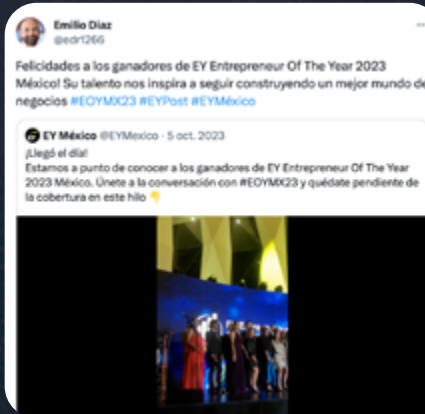 Emilio Diaz
@edr1266
Felicidades a los ganadores de EY Entrepreneur Of The Year 2023
México! Su talento nos inspira a seguir construyendo un mejor mundo de
negocios #EOYMX23 #EYPost #EYMéxico
EY México @EYMexico · 5 oct. 2023
¡Llegó el día!
Estamos a punto de conocer a los ganadores de EY Entrepreneur Of The Year
2023 México. Únete a la conversación con #EOYMX23 y quédate pendiente de
la cobertura en este hilo 👇